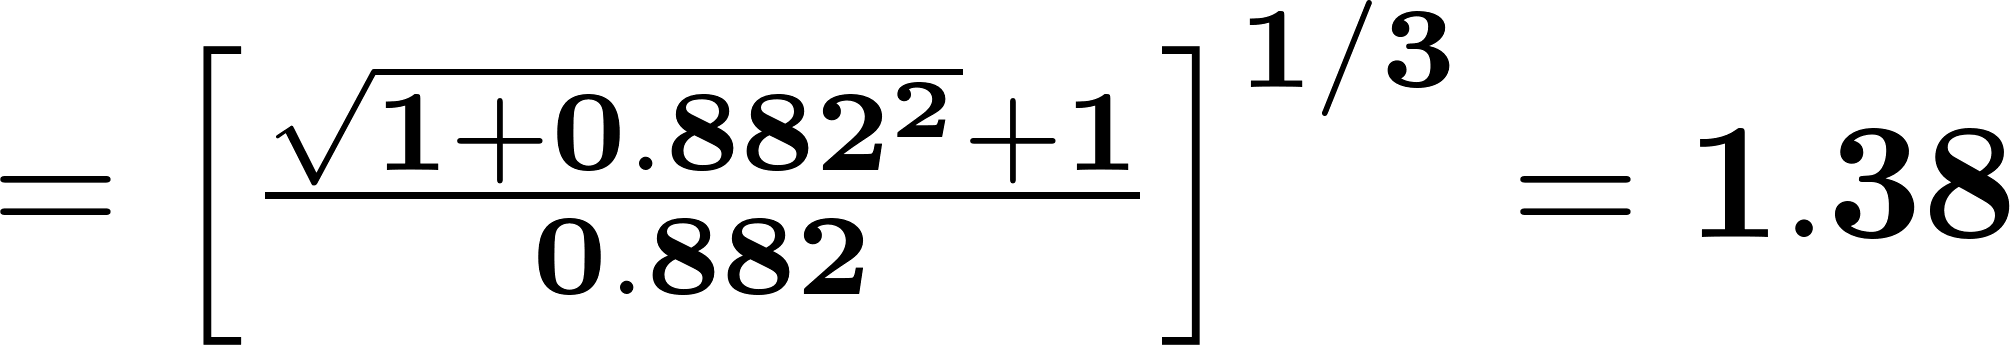 = [ (√(1+0.882²)+1) / 0.882 ]^(1/3) = 1.38